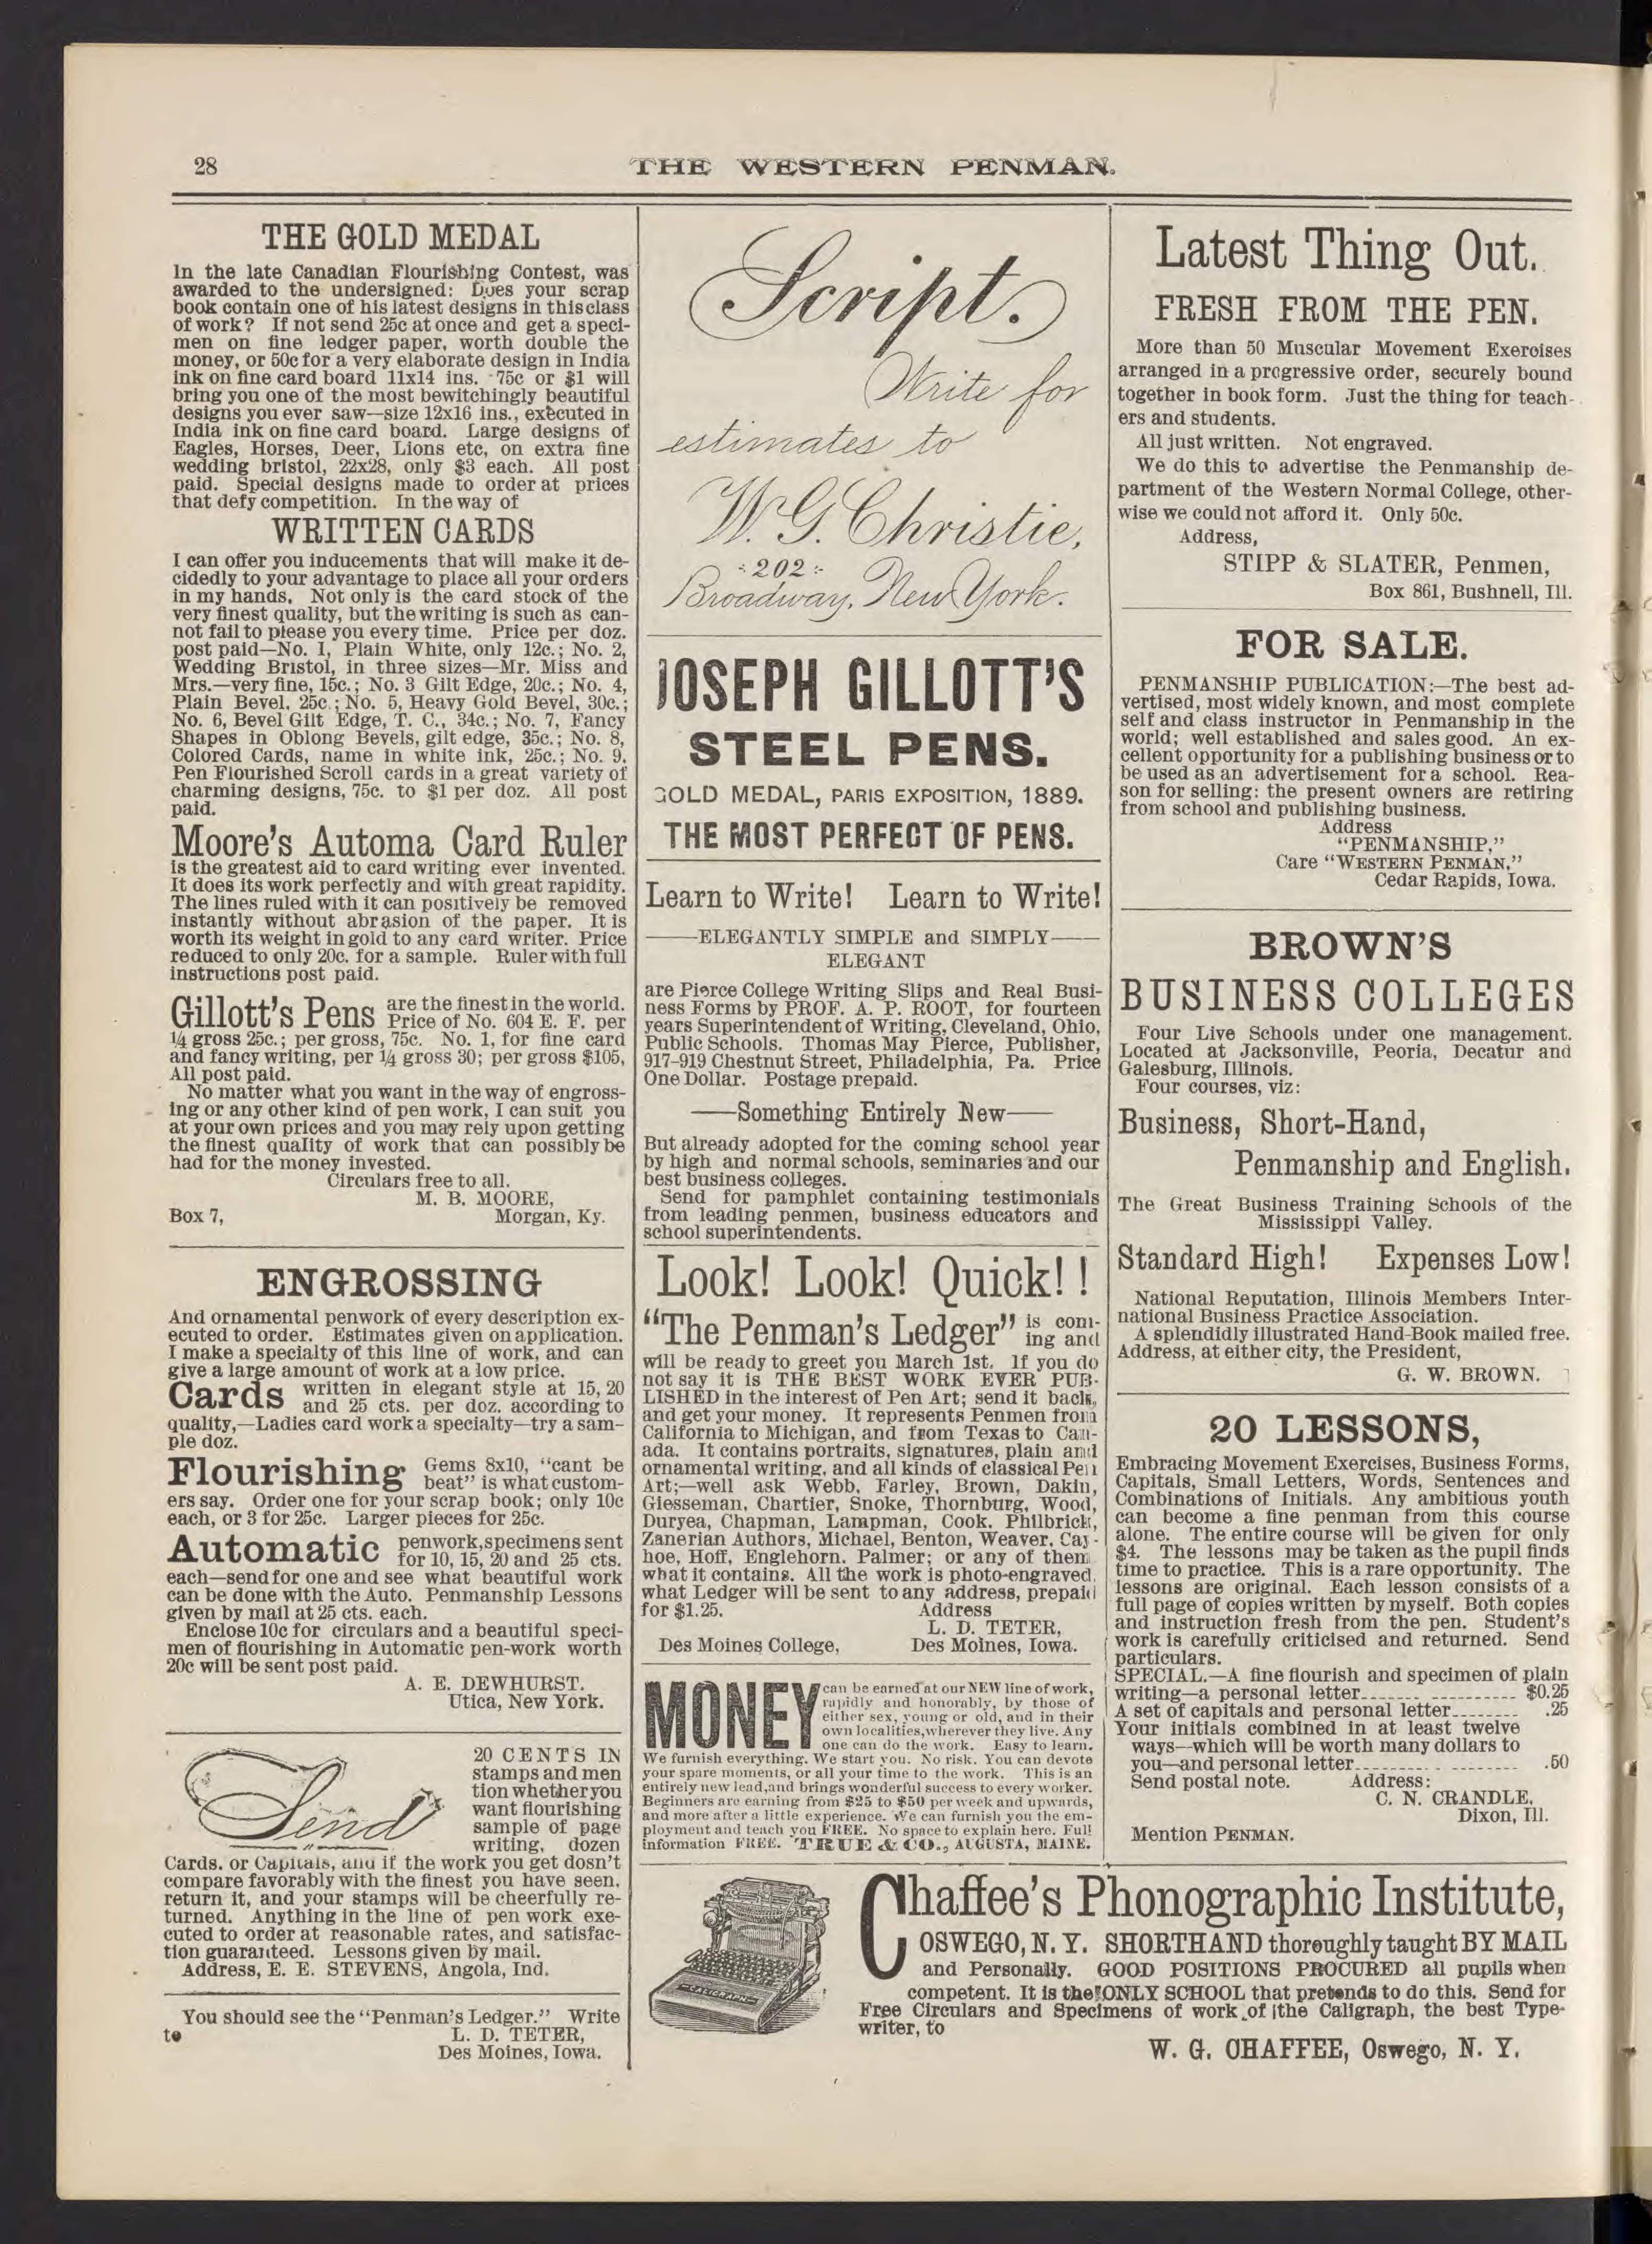 28
THE WESTERN PENMAN.
THE GOLD MEDAL
In the late Canadian Flourishing Contest, was
awarded to the undersigned: Does your scrap
book contain one of his latest designs in this class
of work? If not send 25c at once and get a speci-
men on fine ledger paper, worth double the
money, or 50c for a very elaborate design in India
ink on fine card board 11x14 ins. 75c or $1 will
bring you one of the most bewitchingly beautiful
designs you ever saw—size 12x16 ins., executed in
India ink on fine card board. Large designs of
Eagles, Horses, Deer, Lions etc, on extra fine
wedding bristol, 22x28, only $3 each. All post
paid. Special designs made to order at prices
that defy competition. In the way of
WRITTEN CARDS
I can offer you inducements that will make it de-
cidedly to your advantage to place all your orders
in my hands. Not only is the card stock of the
very finest quality, but the writing is such as can-
not fail to please you every time. Price per doz.
post paid—No. 1, Plain White, only 12c.; No. 2,
Wedding Bristol, in three sizes—Mr. Miss and
Mrs.—very fine, 15c.; No. 3 Gilt Edge, 20c.; No. 4,
Plain Bevel, 25c.; No. 5, Heavy Gold Bevel, 30c.;
No. 6, Bevel Gilt Edge, T. C., 34c.; No. 7, Fancy
Shapes in Oblong Bevels, gilt edge, 35c.; No. 8,
Colored Cards, name in white ink, 25c.; No. 9.
Pen Flourished Scroll cards in a great variety of
charming designs, 75c. to $1 per doz. All post
paid.
Moore's Automa Card Ruler
is the greatest aid to card writing ever invented.
It does its work perfectly and with great rapidity.
The lines ruled with it can positively be removed
instantly without abrasion of the paper. It is
worth its weight in gold to any card writer. Price
reduced to only 20c. for a sample. Ruler with full
instructions post paid.
Gillott's Pens are the finest in the world.
Price of No. 604 E. F. per
¼ gross 25c.; per gross, 75c. No. 1, for fine card
and fancy writing, per ¼ gross 30; per gross $105,
All post paid.
No matter what you want in the way of engross-
ing or any other kind of pen work, I can suit you
at your own prices and you may rely upon getting
the finest quality of work that can possibly be
had for the money invested.
Circulars free to all.
M. B. MOORE,
Box 7, Morgan, Ky.
ENGROSSING
And ornamental penwork of every description ex-
ecuted to order. Estimates given on application.
I make a specialty of this line of work, and can
give a large amount of work at a low price.
Cards written in elegant style at 15, 20
and 25 cts. per doz. according to
quality,—Ladies card work a specialty—try a sam-
ple doz.
Flourishing Gems 8x10, "cant be
beat" is what custom-
ers say. Order one for your scrap book; only 10c
each, or 3 for 25c. Larger pieces for 25c.
Automatic penwork, specimens sent
for 10, 15, 20 and 25 cts.
each—send for one and see what beautiful work
can be done with the Auto. Penmanship Lessons
given by mail at 25 cts. each.
Enclose 10c for circulars and a beautiful speci-
men of flourishing in Automatic pen-work worth
20c will be sent post paid.
A. E. DEWHURST.
Utica, New York.
Send 20 CENTS IN
stamps and men
tion whether you
want flourishing
sample of page
writing, dozen
Cards. or Capitals, and if the work you get dosn't
compare favorably with the finest you have seen,
return it, and your stamps will be cheerfully re-
turned. Anything in the line of pen work exe-
cuted to order at reasonable rates, and satisfac-
tion guaranteed. Lessons given by mail.
Address, E. E. STEVENS, Angola, Ind.
You should see the "Penman's Ledger." Write
to L. D. TETER,
Des Moines, Iowa.
Script.
Write for
estimates to
W. G. Christie,
202
Broadway, New York.
JOSEPH GILLOTT'S
STEEL PENS.
GOLD MEDAL, PARIS EXPOSITION, 1889.
THE MOST PERFECT OF PENS.
Learn to Write! Learn to Write!
——ELEGANTLY SIMPLE and SIMPLY——
ELEGANT
are Pierce College Writing Slips and Real Busi-
ness Forms by PROF. A. P. ROOT, for fourteen
years Superintendent of Writing, Cleveland, Ohio,
Public Schools. Thomas May Pierce, Publisher,
917-919 Chestnut Street, Philadelphia, Pa. Price
One Dollar. Postage prepaid.
——Something Entirely New——
But already adopted for the coming school year
by high and normal schools, seminaries and our
best business colleges.
Send for pamphlet containing testimonials
from leading penmen, business educators and
school superintendents.
Look! Look! Quick!!
"The Penman's Ledger" is com-
ing and
will be ready to greet you March 1st. If you do
not say it is THE BEST WORK EVER PUB-
LISHED in the interest of Pen Art; send it back,
and get your money. It represents Penmen from
California to Michigan, and from Texas to Can-
ada. It contains portraits, signatures, plain and
ornamental writing, and all kinds of classical Pen
Art;—well ask Webb, Farley, Brown, Dakin,
Giesseman, Chartier, Snoke, Thornburg, Wood,
Duryea, Chapman, Lampman, Cook, Philbrick,
Zanerian Authors, Michael, Benton, Weaver, Cay-
hoe, Hoff, Englehorn. Palmer; or any of them
what it contains. All the work is photo-engraved.
what Ledger will be sent to any address, prepaid
for $1.25. Address
L. D. TETER,
Des Moines College, Des Moines, Iowa.
MONEY can be earned at our NEW line of work,
rapidly and honorably, by those of
either sex, young or old, and in their
own localities, wherever they live. Any
one can do the work. Easy to learn.
We furnish everything. We start you. No risk. You can devote
your spare moments, or all your time to the work. This is an
entirely new lead, and brings wonderful success to every worker.
Beginners are earning from $25 to $50 per week and upwards,
and more after a little experience. We can furnish you the em-
ployment and teach you FREE. No space to explain here. Full
information FREE. TRUE & CO., AUGUSTA, MAINE.
Latest Thing Out.
FRESH FROM THE PEN.
More than 50 Muscular Movement Exercises
arranged in a progressive order, securely bound
together in book form. Just the thing for teach-
ers and students.
All just written. Not engraved.
We do this to advertise the Penmanship de-
partment of the Western Normal College, other-
wise we could not afford it. Only 50c.
Address,
STIPP & SLATER, Penmen,
Box 861, Bushnell, Ill.
FOR SALE.
PENMANSHIP PUBLICATION:—The best ad-
vertised, most widely known, and most complete
self and class instructor in Penmanship in the
world; well established and sales good. An ex-
cellent opportunity for a publishing business or to
be used as an advertisement for a school. Rea-
son for selling: the present owners are retiring
from school and publishing business.
Address
"PENMANSHIP,"
Care "WESTERN PENMAN,"
Cedar Rapids, Iowa.
BROWN'S
BUSINESS COLLEGES
Four Live Schools under one management.
Located at Jacksonville, Peoria, Decatur and
Galesburg, Illinois.
Four courses, viz:
Business, Short-Hand,
Penmanship and English.
The Great Business Training Schools of the
Mississippi Valley.
Standard High! Expenses Low!
National Reputation, Illinois Members Inter-
national Business Practice Association.
A splendidly illustrated Hand-Book mailed free.
Address, at either city, the President,
G. W. BROWN.
20 LESSONS,
Embracing Movement Exercises, Business Forms,
Capitals, Small Letters, Words, Sentences and
Combinations of Initials. Any ambitious youth
can become a fine penman from this course
alone. The entire course will be given for only
$4. The lessons may be taken as the pupil finds
time to practice. This is a rare opportunity. The
lessons are original. Each lesson consists of a
full page of copies written by myself. Both copies
and instruction fresh from the pen. Student's
work is carefully criticised and returned. Send
particulars.
SPECIAL.—A fine flourish and specimen of plain
writing—a personal letter------- ---------- $0.25
A set of capitals and personal letter-------- .25
Your initials combined in at least twelve
ways—which will be worth many dollars to
you—and personal letter---------- -------- .50
Send postal note. Address:
C. N. CRANDLE,
Dixon, Ill.
Mention PENMAN.
CALIGRAPH
Chaffee's Phonographic Institute,
OSWEGO, N. Y. SHORTHAND thoroughly taught BY MAIL
and Personally. GOOD POSITIONS PROCURED all pupils when
competent. It is the ONLY SCHOOL that pretends to do this. Send for
Free Circulars and Specimens of work of the Caligraph, the best Type-
writer, to
W. G. CHAFFEE, Oswego, N. Y.